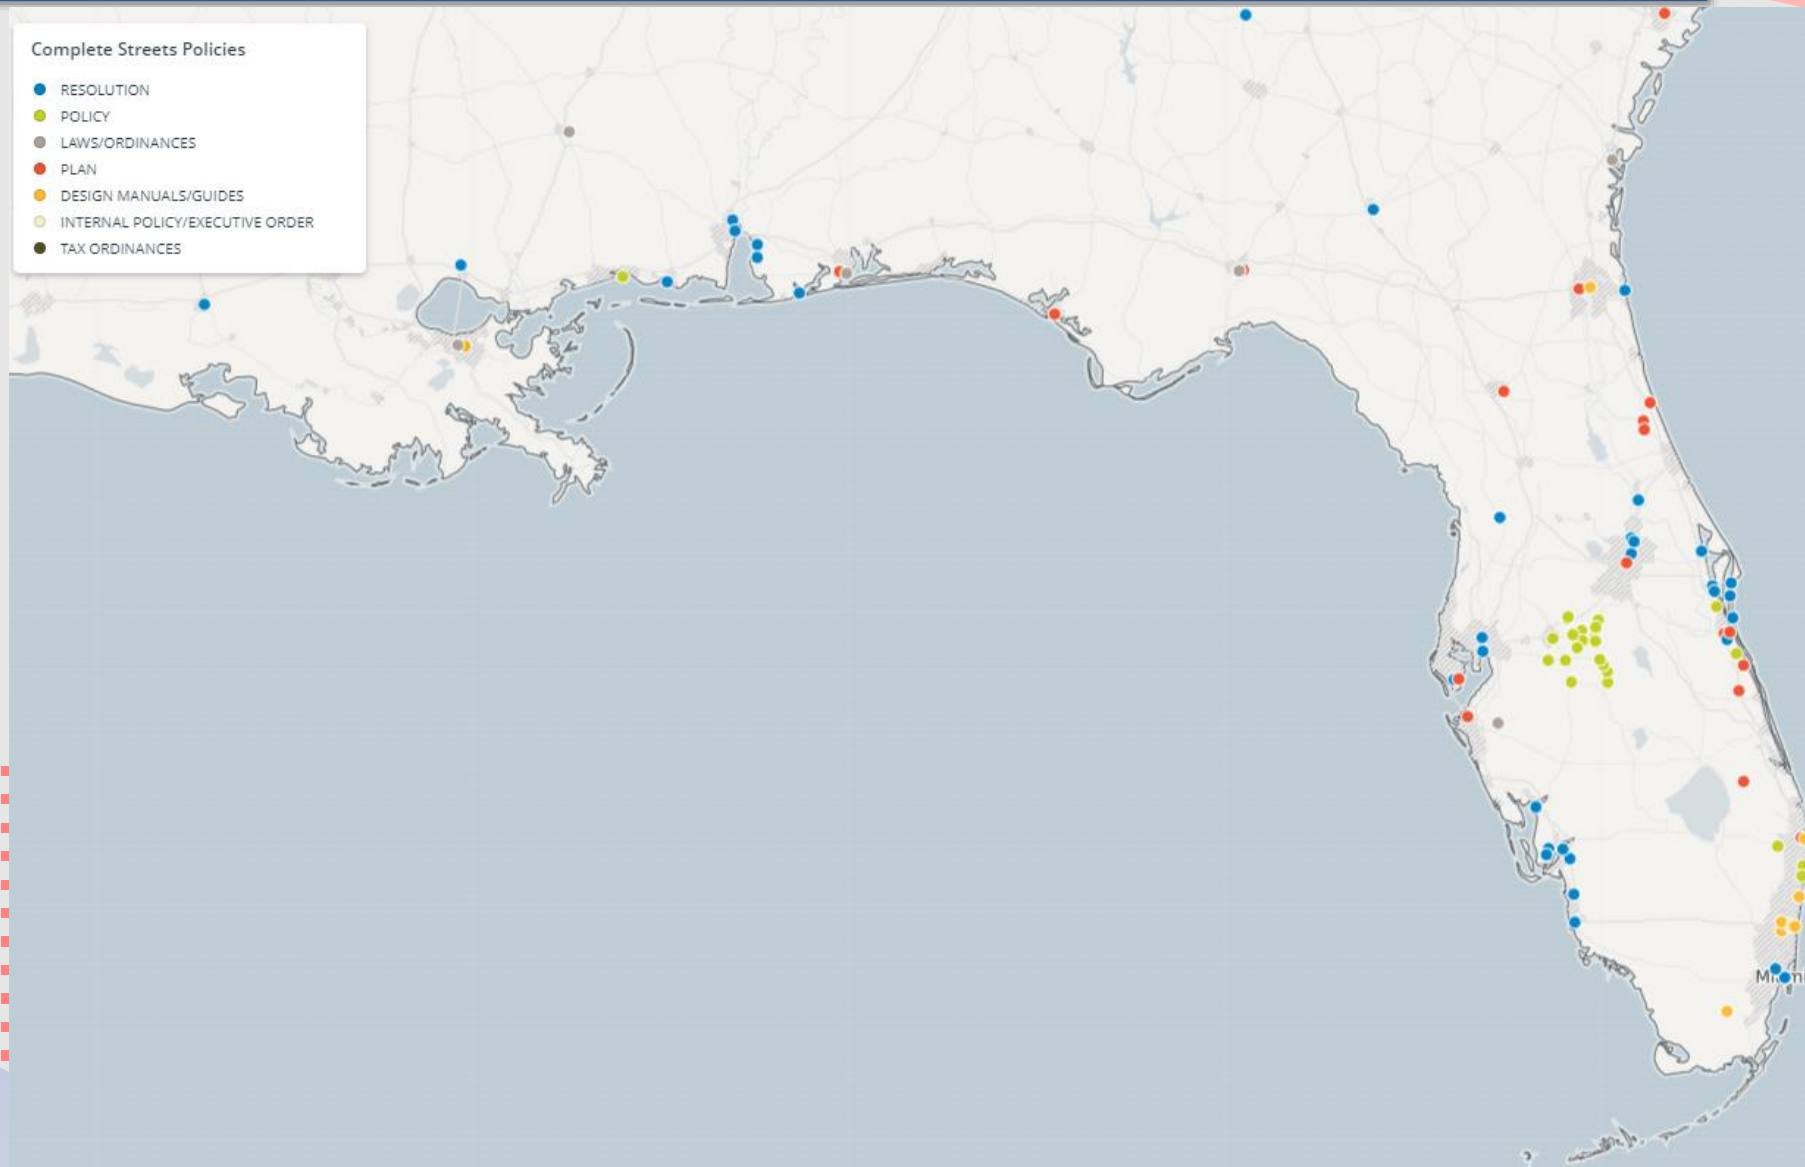 Complete Streets Policies
RESOLUTION
POLICY
LAWS/ORDINANCES
PLAN
DESIGN MANUALS/GUIDES
INTERNAL POLICY/EXECUTIVE ORDER
TAX ORDINANCES